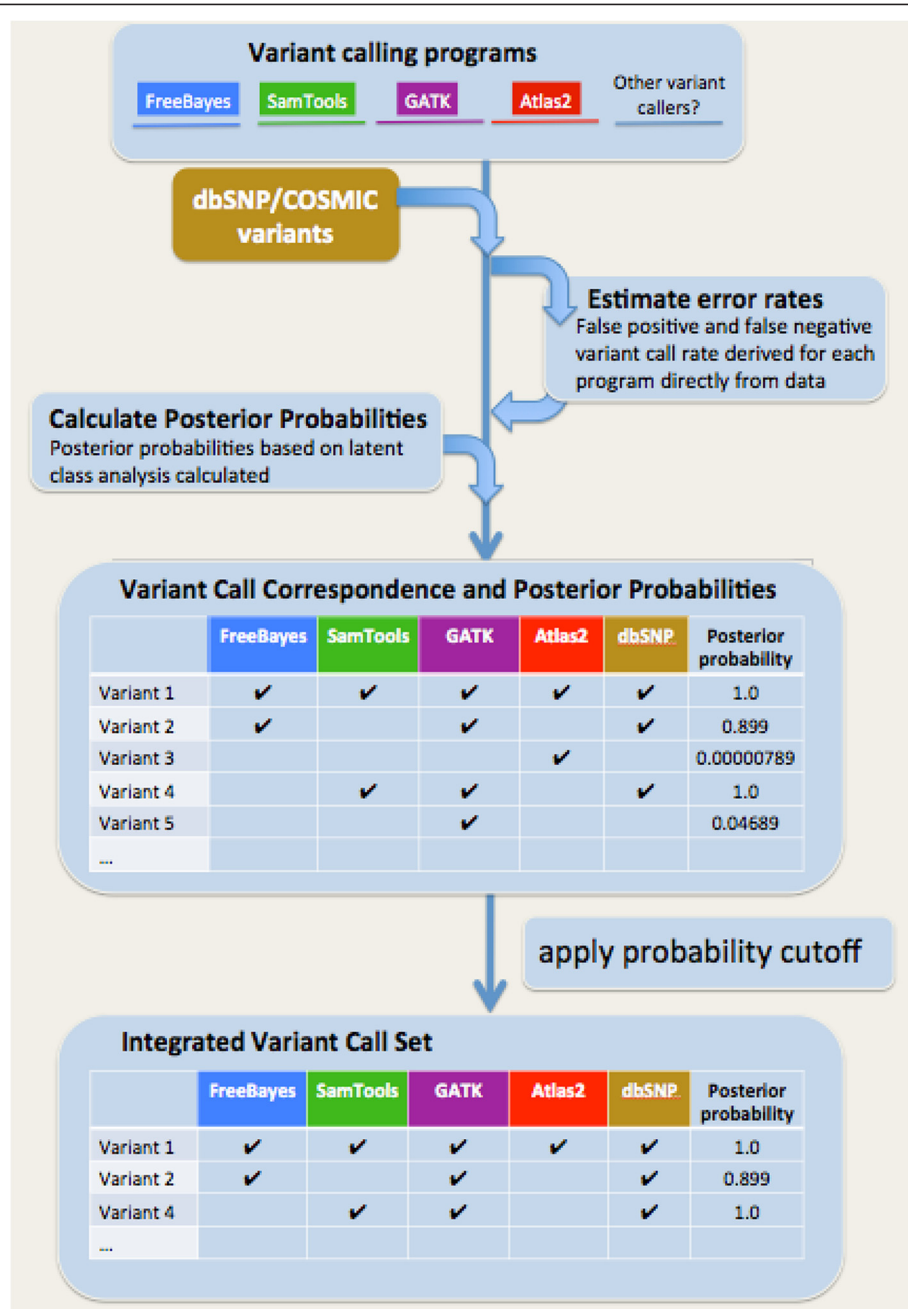 Variant calling programs
FreeBayes SamTools GATK Atlas2 Other variant
callers?
dbSNP/COSMIC
variants
Estimate error rates
False positive and false negative
variant call rate derived for each
program directly from data
Calculate Posterior Probabilities
Posterior probabilities based on latent
class analysis calculated
Variant Call Correspondence and Posterior Probabilities
FreeBayes SamTools GATK Atlas2 dbSNP Posterior
probability
Variant 1 ✔ ✔ ✔ ✔ ✔ 1.0
Variant 2 ✔ ✔ ✔ 0.899
Variant 3 ✔ 0.00000789
Variant 4 ✔ ✔ ✔ 1.0
Variant 5 ✔ 0.04689
...
apply probability cutoff
Integrated Variant Call Set
FreeBayes SamTools GATK Atlas2 dbSNP Posterior
probability
Variant 1 ✔ ✔ ✔ ✔ ✔ 1.0
Variant 2 ✔ ✔ ✔ 0.899
Variant 4 ✔ ✔ ✔ 1.0
...